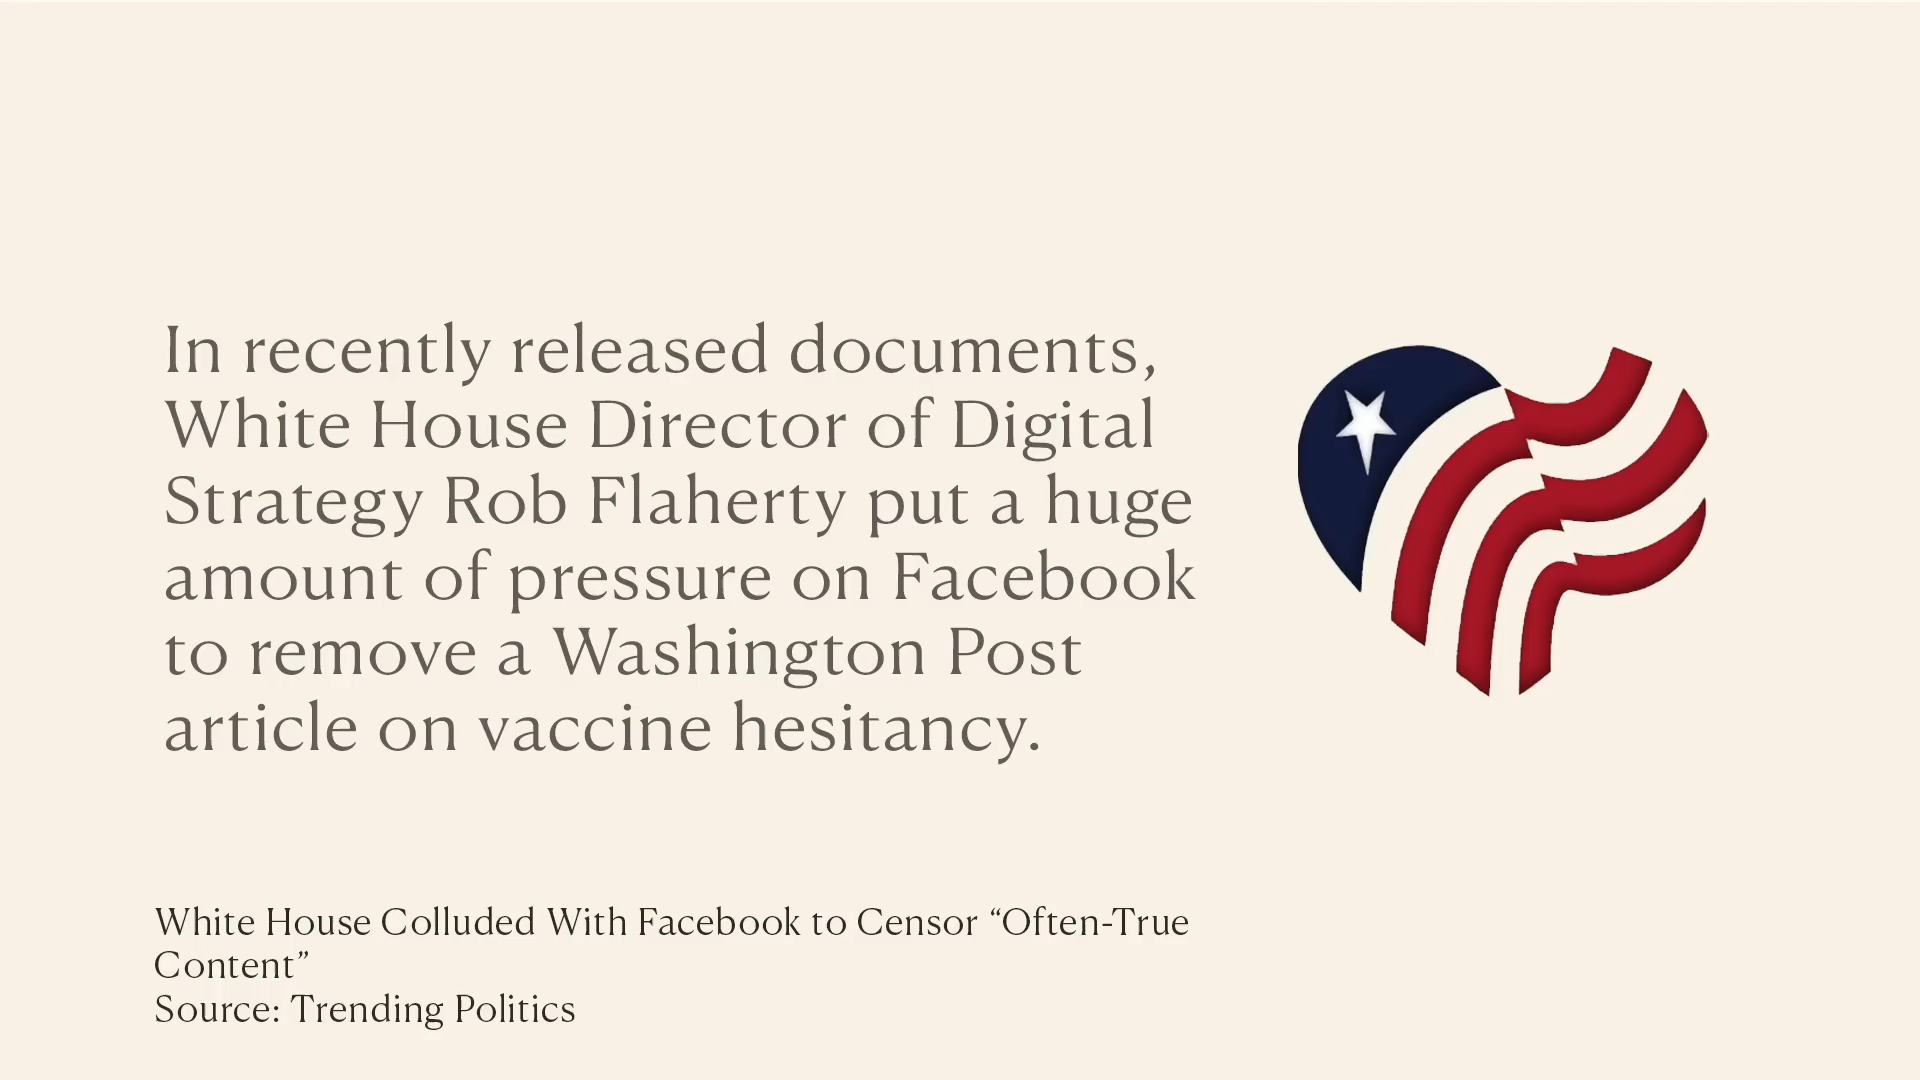 In recently released documents,
White House Director of Digital
Strategy Rob Flaherty put a huge
amount of pressure on Facebook
to remove a Washington Post
article on vaccine hesitancy.
White House Colluded With Facebook to Censor “Often-True
Content”
Source: Trending Politics